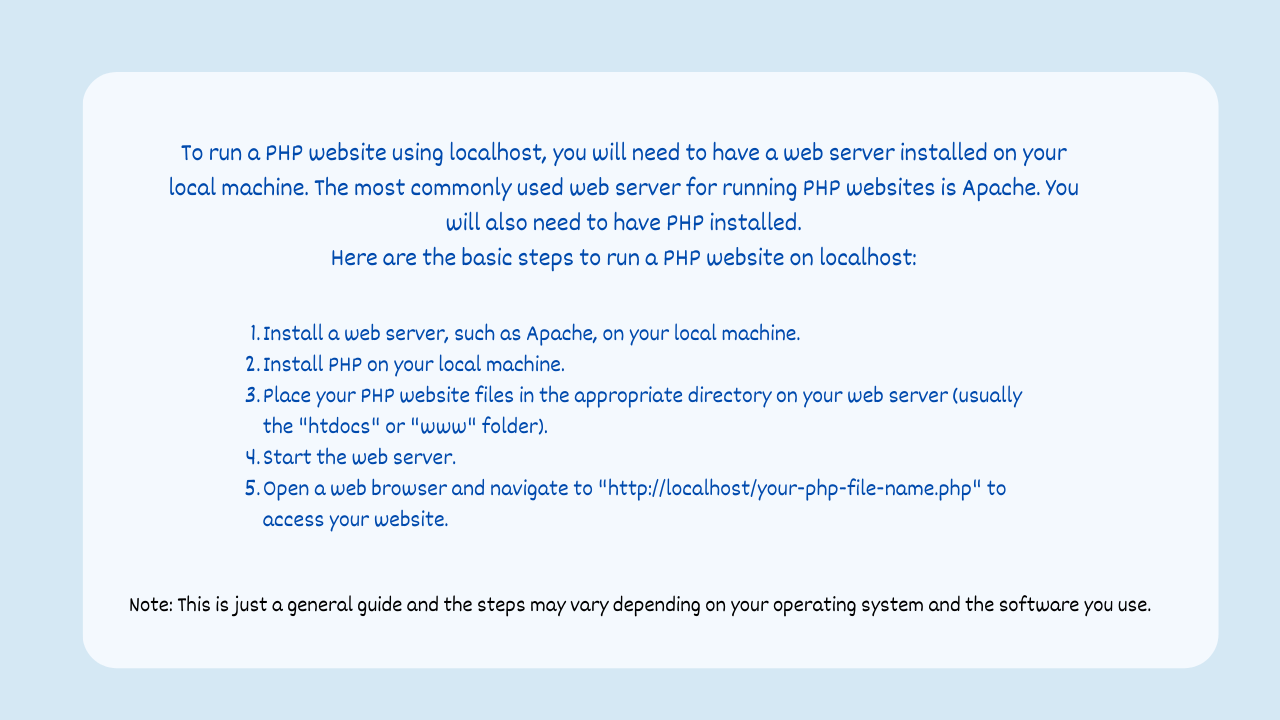 To run a PHP website using localhost, you will need to have a web server installed on your
local machine. The most commonly used web server for running PHP websites is Apache. You
will also need to have PHP installed.
Here are the basic steps to run a PHP website on localhost:
1. Install a web server, such as Apache, on your local machine.
2. Install PHP on your local machine.
3. Place your PHP website files in the appropriate directory on your web server (usually
the "htdocs" or "www" folder).
4. Start the web server.
5. Open a web browser and navigate to "http://localhost/your-php-file-name.php" to
access your website.
Note: This is just a general guide and the steps may vary depending on your operating system and the software you use.